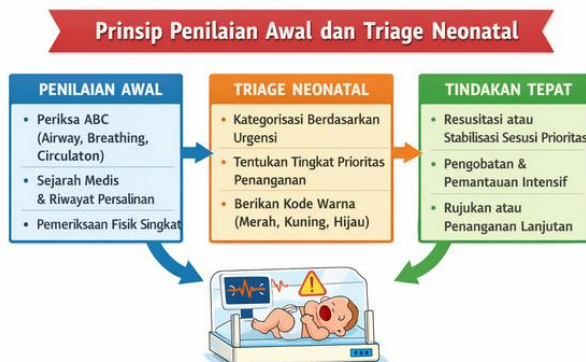 Prinsip Penilaian Awal dan Triage Neonatal
PENILAIAN AWAL
• Periksa ABC
(Airway, Breathing,
Circulaton)
• Sejarah Medis
& Riwayat Persalinan
• Pemeriksaan Fisik Singkat
TRIAGE NEONATAL
• Kategorisasi Berdasarkan
Urgensi
• Tentukan Tingkat Prioritas
Penanganan
• Berikan Kode Warna
(Merah, Kuning, Hijau)
TINDAKAN TEPAT
• Resusitasi atau
Stabilisasi Sesusi Prioritas
• Pengobatan &
Pemantauan Intensif
• Rujukan atau
Penanganan Lanjutan